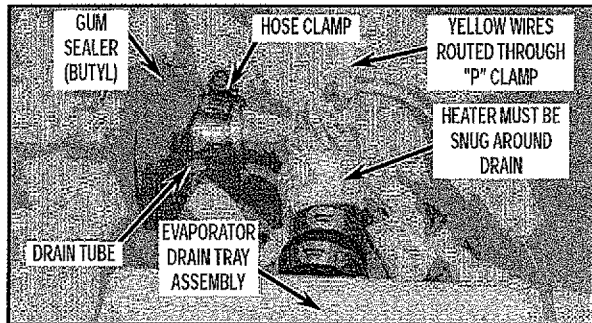 GUM
SEALER
(BUTYL)
HOSE CLAMP
YELLOW WIRES
ROUTED THROUGH
"P" CLAMP
HEATER MUST BE
SNUG AROUND
DRAIN
DRAIN TUBE
EVAPORATOR
DRAIN TRAY
ASSEMBLY